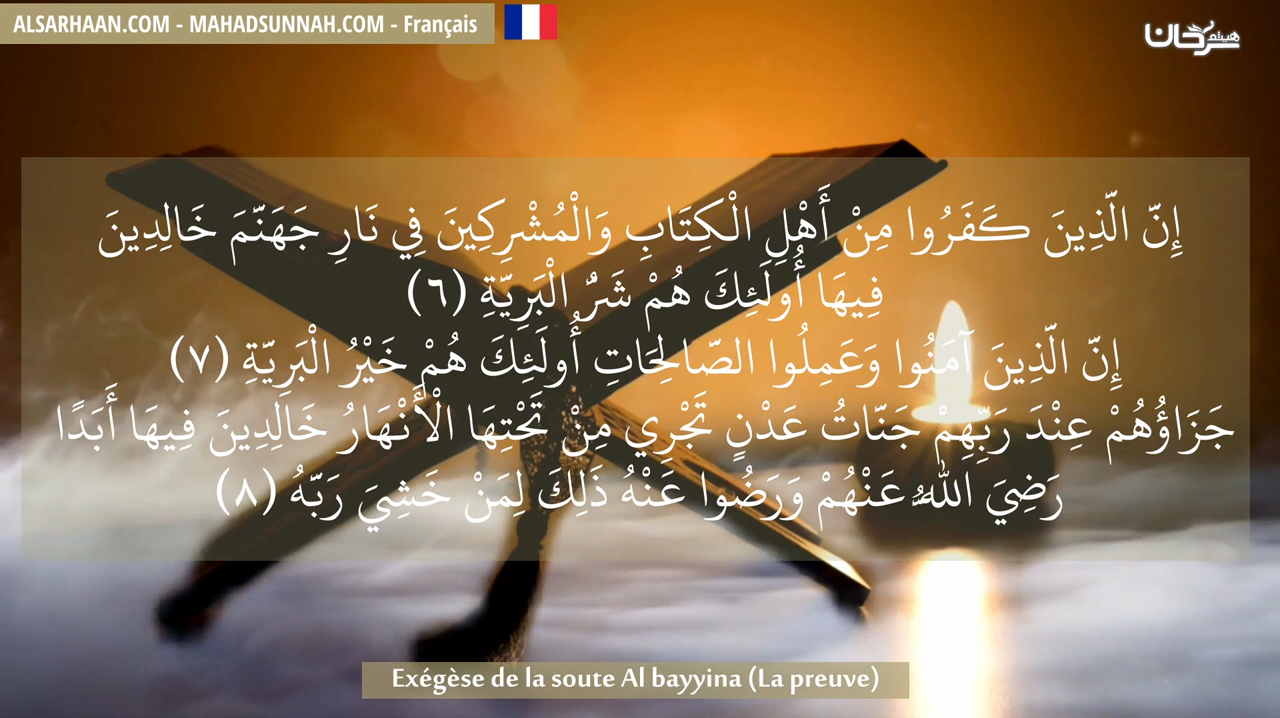 ALSARHAAN.COM - MAHADSUNNAH.COM - Français
هيثم سرحان
إِنَّ الَّذِينَ كَفَرُوا مِنْ أَهْلِ الْكِتَابِ وَالْمُشْرِكِينَ فِي نَارِ جَهَنَّمَ خَالِدِينَ
فِيهَا أُولَئِكَ هُمْ شَرُّ الْبَرِيَّةِ (٦)
إِنَّ الَّذِينَ آمَنُوا وَعَمِلُوا الصَّالِحَاتِ أُولَئِكَ هُمْ خَيْرُ الْبَرِيَّةِ (٧)
جَزَاؤُهُمْ عِنْدَ رَبِّهِمْ جَنَّاتُ عَدْنٍ تَجْرِي مِنْ تَحْتِهَا الْأَنْهَارُ خَالِدِينَ فِيهَا أَبَدًا
رَضِيَ اللَّهُ عَنْهُمْ وَرَضُوا عَنْهُ ذَلِكَ لِمَنْ خَشِيَ رَبَّهُ (٨)
Exégèse de la soute Al bayyina (La preuve)